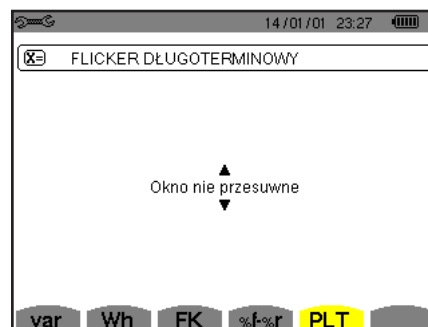 14/01/01 23:27
X= FLICKER DŁUGOTERMINOWY
Okno nie przesuwne
var Wh FK %f-%r PLT